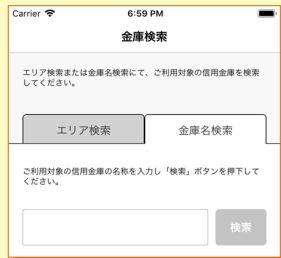 Carrier 6:59 PM
金庫検索
エリア検索または金庫名検索にて、ご利用対象の信用金庫を検索
してください。
エリア検索 金庫名検索
ご利用対象の信用金庫の名称を入力し「検索」ボタンを押下して
ください。
検索